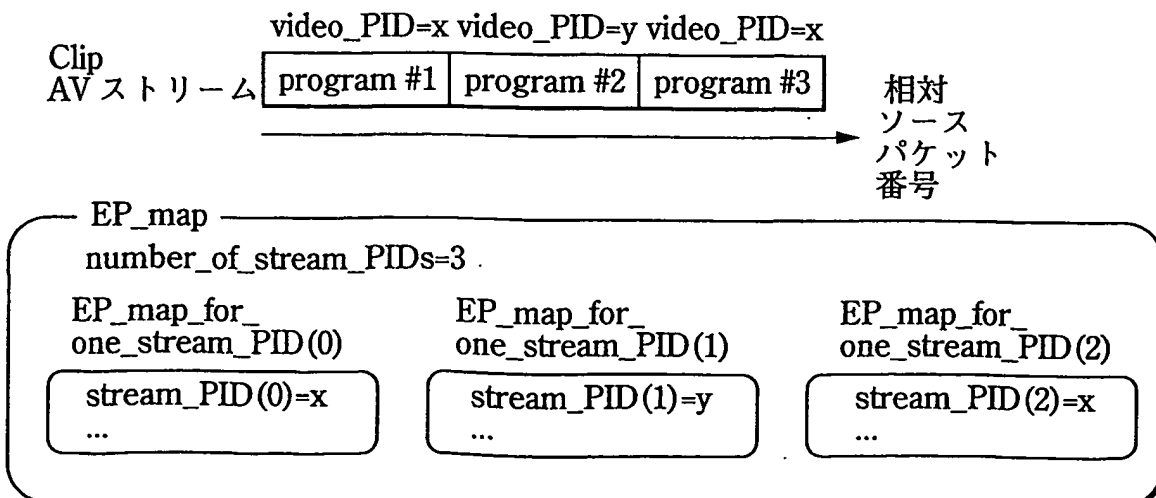 video_PID=x video_PID=y video_PID=x
Clip
AVストリーム
program #1 program #2 program #3
相対
ソース
パケット
番号
EP_map
number_of_stream_PIDs=3
EP_map_for_
one_stream_PID(0)
stream_PID(0)=x
...
EP_map_for_
one_stream_PID(1)
stream_PID(1)=y
...
EP_map_for_
one_stream_PID(2)
stream_PID(2)=x
...